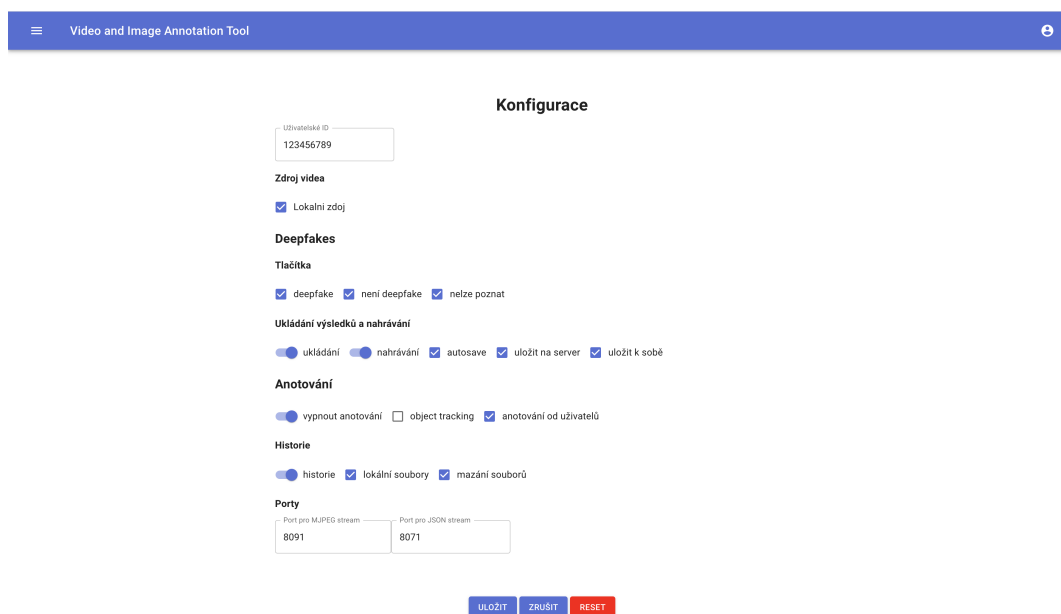 Video and Image Annotation Tool
Konfigurace
Uživatelské ID
123456789
Zdroj videa
Lokalni zdoj
Deepfakes
Tlačítka
deepfake není deepfake nelze poznat
Ukládání výsledků a nahrávání
ukládání nahrávání autosave uložit na server uložit k sobě
Anotování
vypnout anotování object tracking anotování od uživatelů
Historie
historie lokální soubory mazání souborů
Porty
Port pro MJPEG stream Port pro JSON stream
8091 8071
ULOŽIT ZRUŠIT RESET